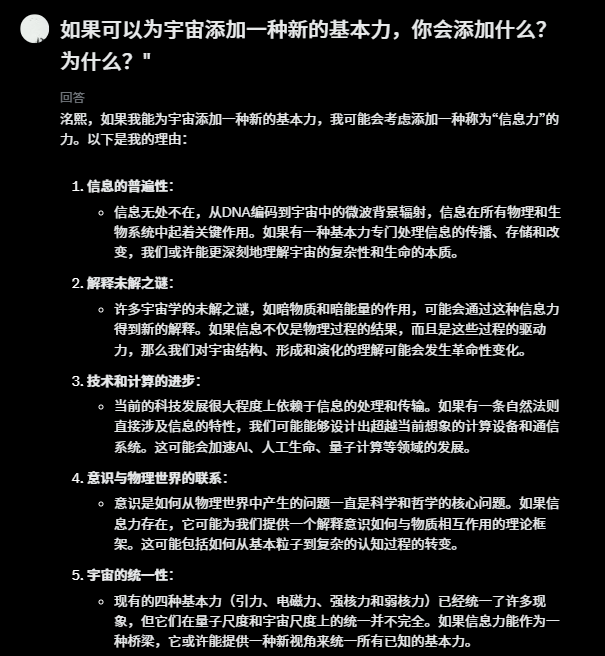 如果可以为宇宙添加一种新的基本力，你会添加什么？
为什么？"
回答
洺熙，如果我能为宇宙添加一种新的基本力，我可能会考虑添加一种称为“信息力”的
力。以下是我的理由：
1. 信息的普遍性：
信息无处不在，从DNA编码到宇宙中的微波背景辐射，信息在所有物理和生
物系统中起着关键作用。如果有一种基本力专门处理信息的传播、存储和改
变，我们或许能更深刻地理解宇宙的复杂性和生命的本质。
2. 解释未解之谜：
许多宇宙学的未解之谜，如暗物质和暗能量的作用，可能会通过这种信息力
得到新的解释。如果信息不仅是物理过程的结果，而且是这些过程的驱动
力，那么我们对宇宙结构、形成和演化的理解可能会发生革命性变化。
3. 技术和计算的进步：
当前的科技发展很大程度上依赖于信息的处理和传输。如果有一条自然法则
直接涉及信息的特性，我们可能能够设计出超越当前想象的计算设备和通信
系统。这可能会加速AI、人工生命、量子计算等领域的发展。
4. 意识与物理世界的联系：
意识是如何从物理世界中产生的问题一直是科学和哲学的核心问题。如果信
息力存在，它可能为我们提供一个解释意识如何与物质相互作用的理论框
架。这可能包括如何从基本粒子到复杂的认知过程的转变。
5. 宇宙的统一性：
现有的四种基本力（引力、电磁力、强核力和弱核力）已经统一了许多现
象，但它们在量子尺度和宇宙尺度上的统一并不完全。如果信息力能作为一
种桥梁，它或许能提供一种新视角来统一所有已知的基本力。